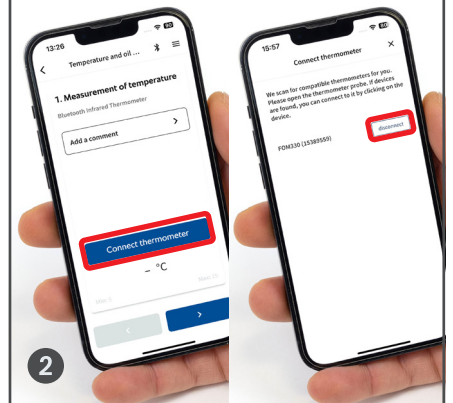 13:26
Temperature and oil ...
1. Measurement of temperature
Bluetooth Infrared Thermometer
Add a comment
Connect thermometer
– °C
2
15:57
Connect thermometer
We scan for compatible thermometers for you.
Please open the thermometer probe. If devices
are found, you can connect to it by clicking on the
device.
disconnect
FDM330 (15389559)